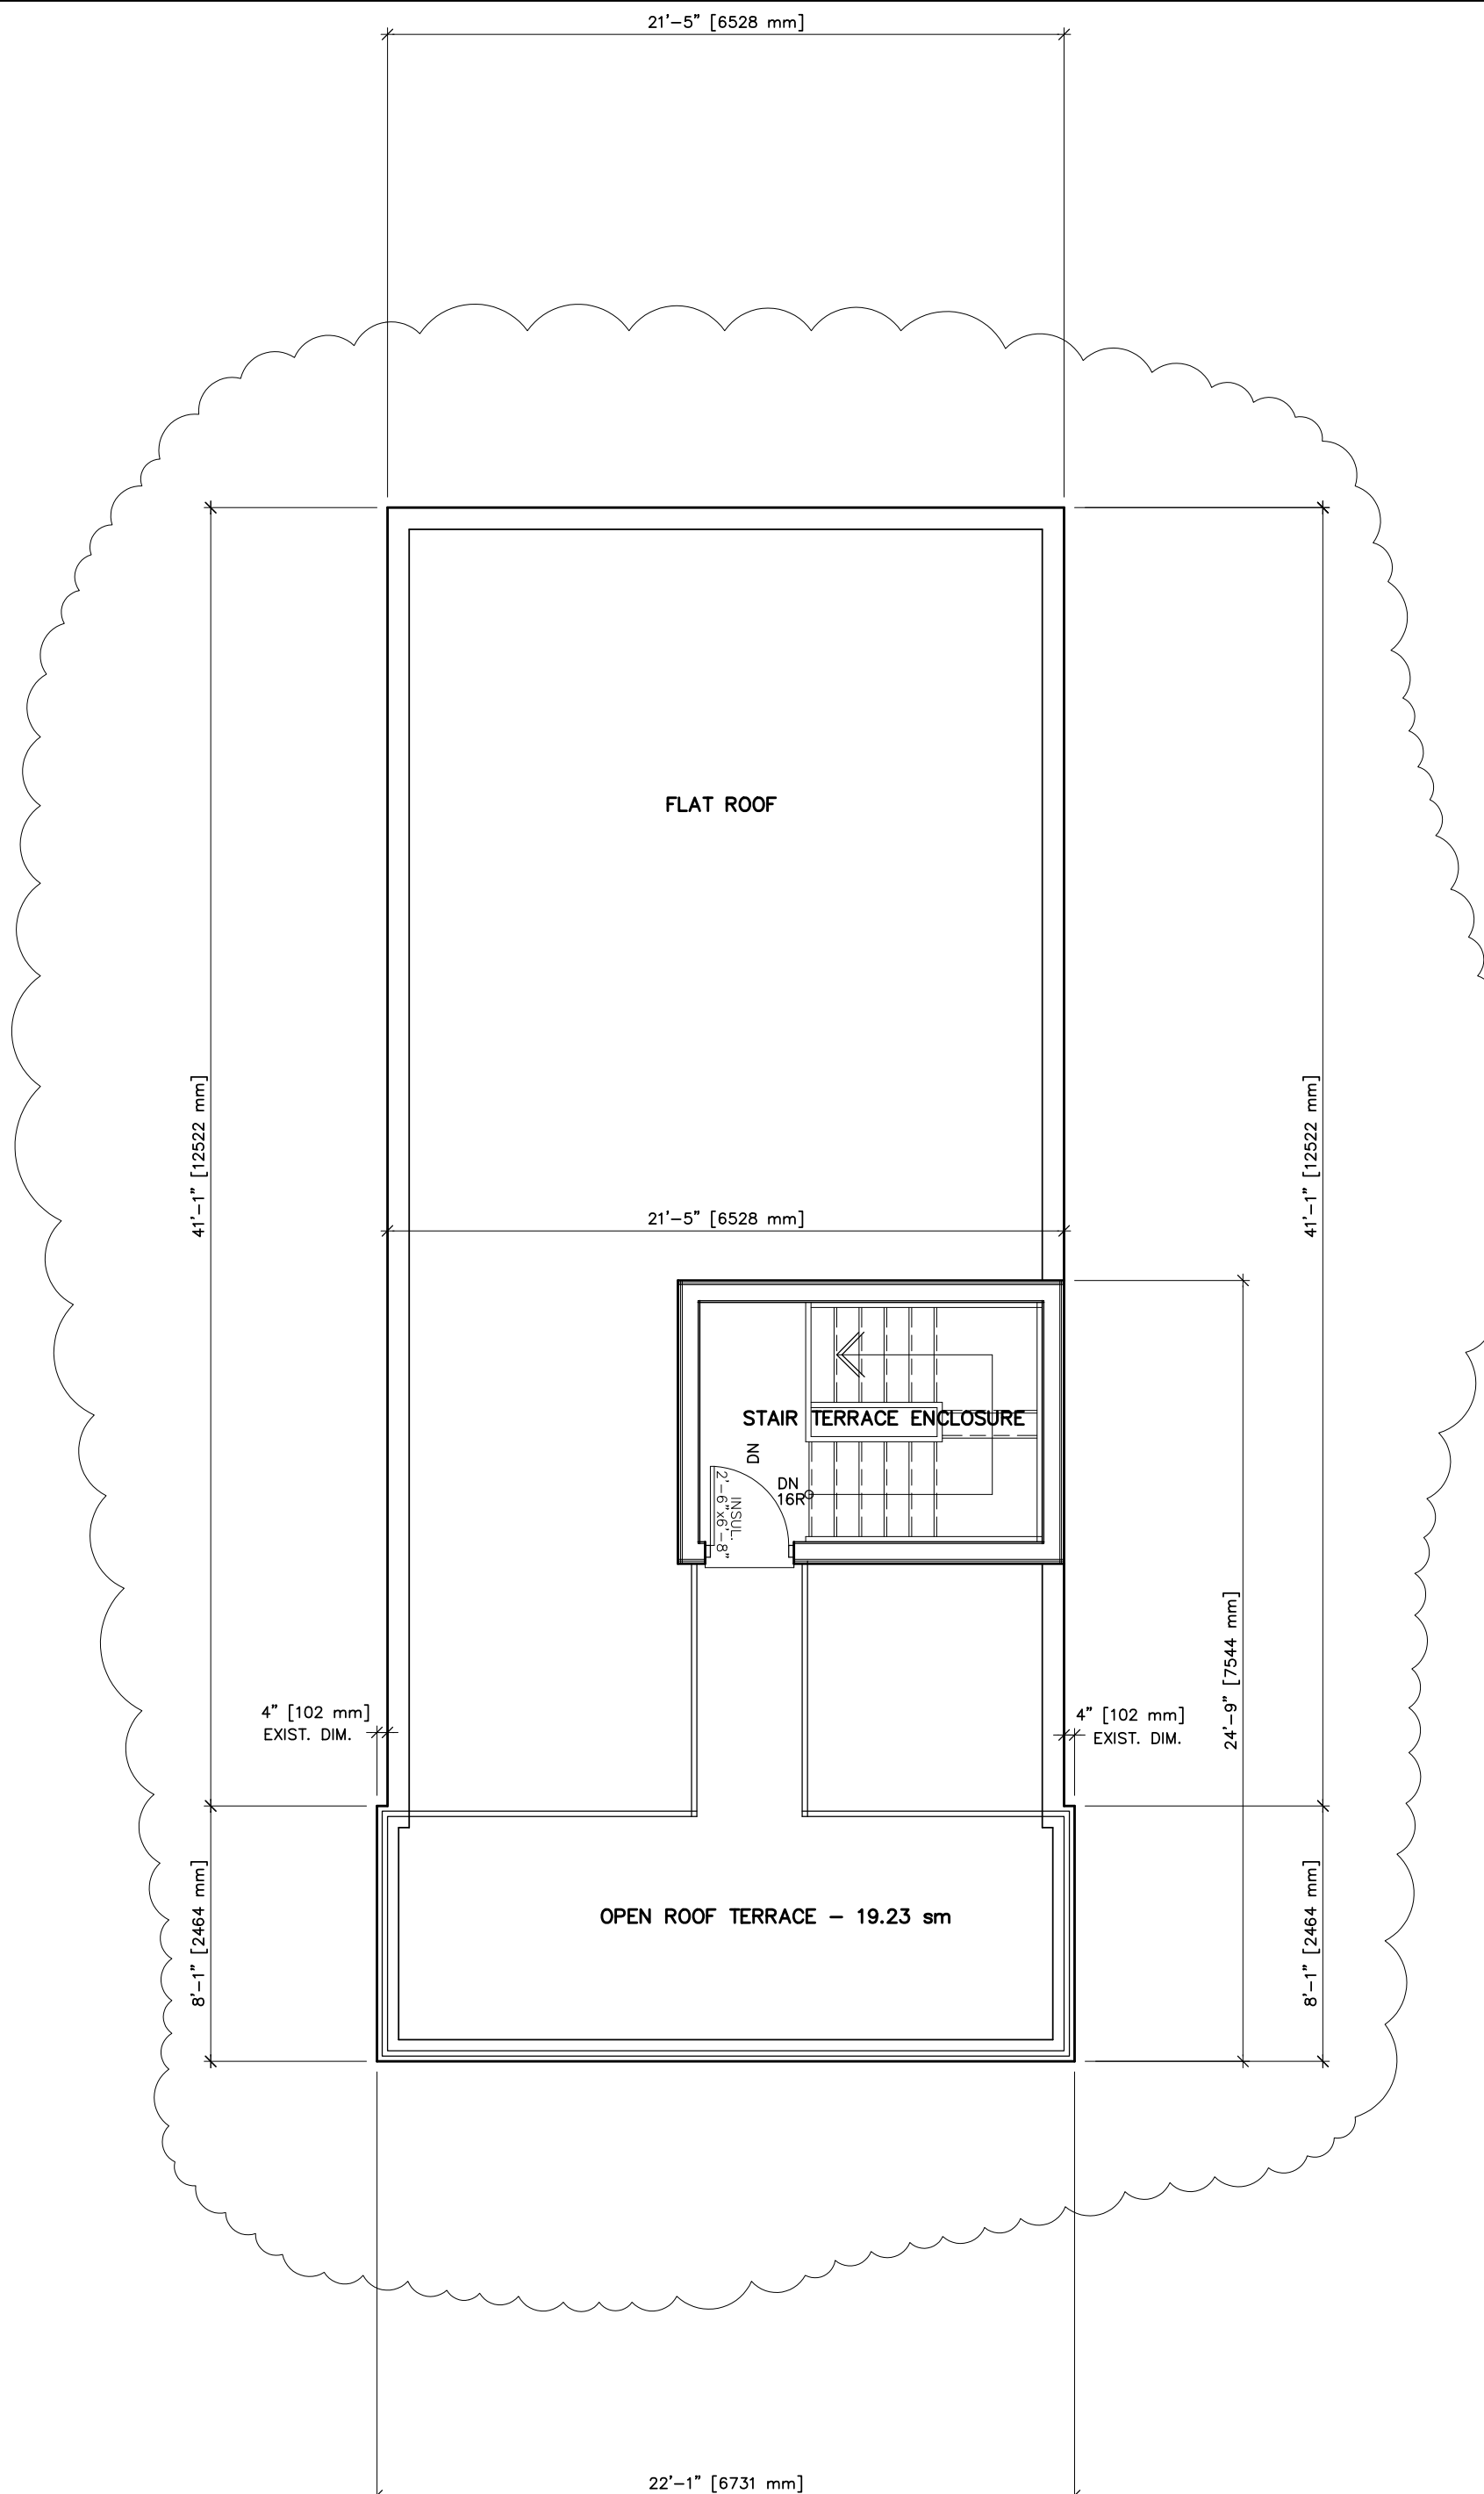 21'-5" [6528 mm]
FLAT ROOF
41'-1" [12522 mm]
41'-1" [12522 mm]
21'-5" [6528 mm]
STAIR TERRACE ENCLOSURE
DN
DN
16R
INSUL.
2'-6"x6'-8"
24'-9" [7544 mm]
4" [102 mm]
EXIST. DIM.
4" [102 mm]
EXIST. DIM.
OPEN ROOF TERRACE - 19.23 sm
8'-1" [2464 mm]
8'-1" [2464 mm]
22'-1" [6731 mm]